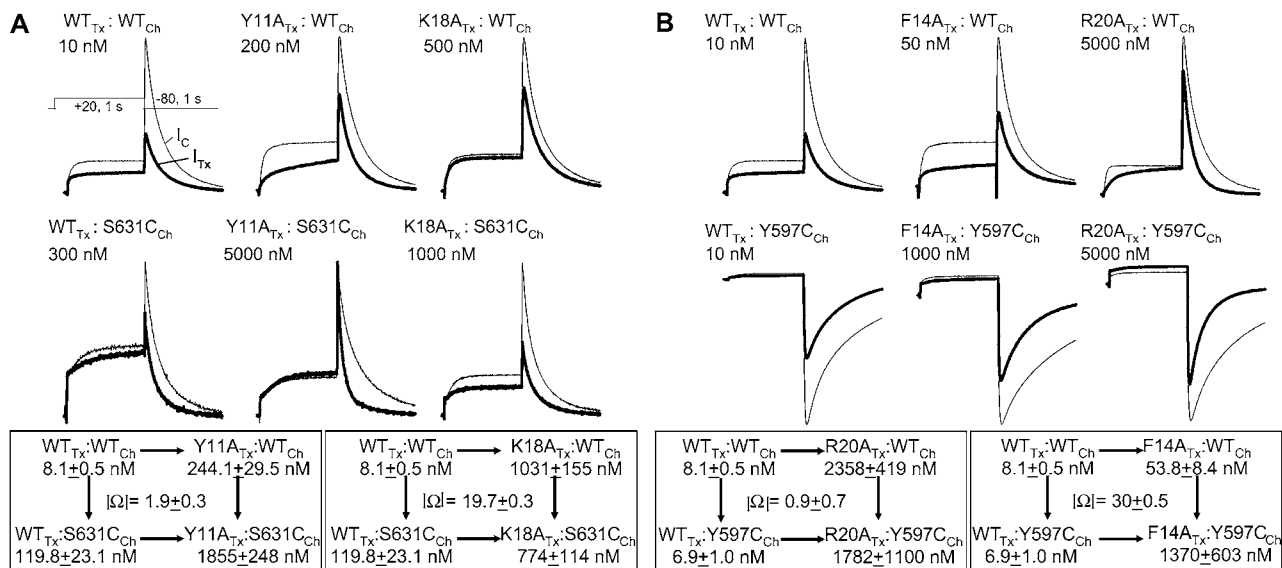 A
WT_Tx : WT_Ch
10 nM
Y11A_Tx : WT_Ch
200 nM
K18A_Tx : WT_Ch
500 nM
+20, 1 s
-80, 1 s
I_C
I_Tx
WT_Tx : S631C_Ch
300 nM
Y11A_Tx : S631C_Ch
5000 nM
K18A_Tx : S631C_Ch
1000 nM
WT_Tx:WT_Ch
8.1±0.5 nM
Y11A_Tx:WT_Ch
244.1±29.5 nM
|Ω|= 1.9±0.3
WT_Tx:S631C_Ch
119.8±23.1 nM
Y11A_Tx:S631C_Ch
1855±248 nM
WT_Tx:WT_Ch
8.1±0.5 nM
K18A_Tx:WT_Ch
1031±155 nM
|Ω|= 19.7±0.3
WT_Tx:S631C_Ch
119.8±23.1 nM
K18A_Tx:S631C_Ch
774±114 nM
B
WT_Tx : WT_Ch
10 nM
F14A_Tx : WT_Ch
50 nM
R20A_Tx : WT_Ch
5000 nM
WT_Tx : Y597C_Ch
10 nM
F14A_Tx : Y597C_Ch
1000 nM
R20A_Tx : Y597C_Ch
5000 nM
WT_Tx:WT_Ch
8.1±0.5 nM
R20A_Tx:WT_Ch
2358±419 nM
|Ω|= 0.9±0.7
WT_Tx:Y597C_Ch
6.9±1.0 nM
R20A_Tx:Y597C_Ch
1782±1100 nM
WT_Tx:WT_Ch
8.1±0.5 nM
F14A_Tx:WT_Ch
53.8±8.4 nM
|Ω|= 30±0.5
WT_Tx:Y597C_Ch
6.9±1.0 nM
F14A_Tx:Y597C_Ch
1370±603 nM